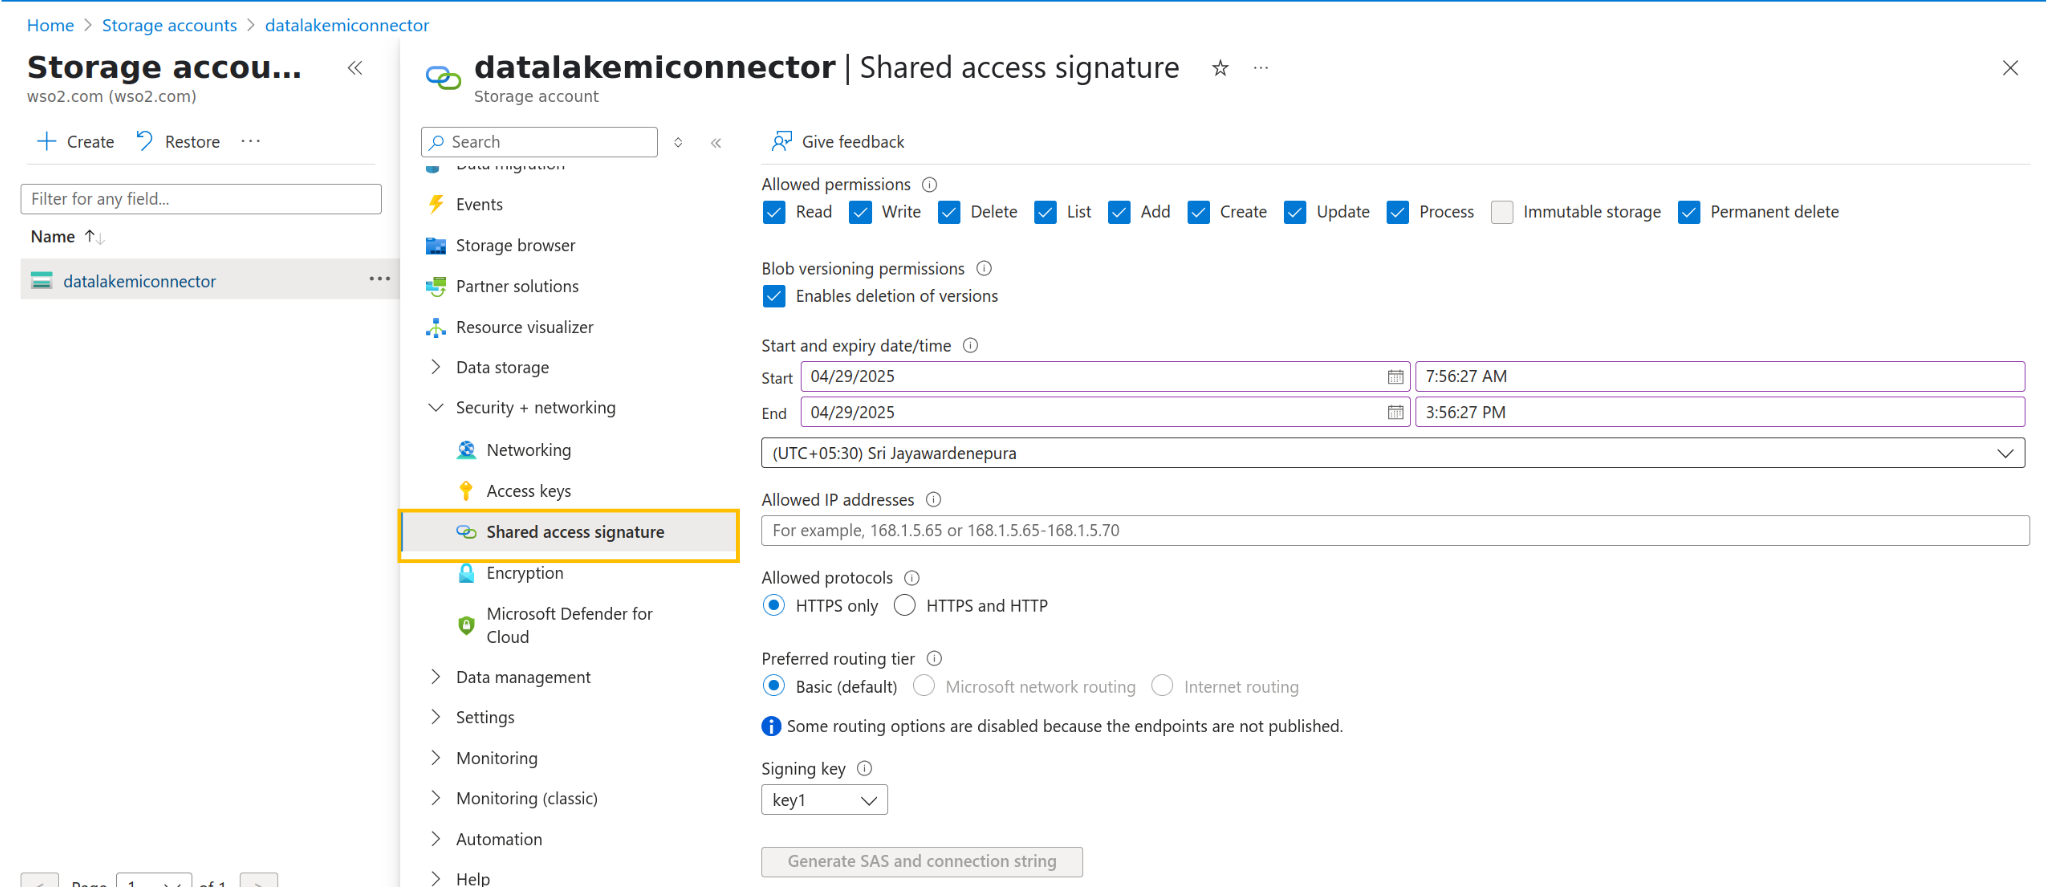 Home > Storage accounts > datalakemiconnector
Storage accou...
wso2.com (wso2.com)
Create Restore ...
Filter for any field...
Name
datalakemiconnector ...
Page 1 of 1
datalakemiconnector | Shared access signature ...
Storage account
Search
Data migration
Events
Storage browser
Partner solutions
Resource visualizer
Data storage
Security + networking
Networking
Access keys
Shared access signature
Encryption
Microsoft Defender for
Cloud
Data management
Settings
Monitoring
Monitoring (classic)
Automation
Help
Give feedback
Allowed permissions
Read Write Delete List Add Create Update Process Immutable storage Permanent delete
Blob versioning permissions
Enables deletion of versions
Start and expiry date/time
Start 04/29/2025 7:56:27 AM
End 04/29/2025 3:56:27 PM
(UTC+05:30) Sri Jayawardenepura
Allowed IP addresses
For example, 168.1.5.65 or 168.1.5.65-168.1.5.70
Allowed protocols
HTTPS only HTTPS and HTTP
Preferred routing tier
Basic (default) Microsoft network routing Internet routing
Some routing options are disabled because the endpoints are not published.
Signing key
key1
Generate SAS and connection string